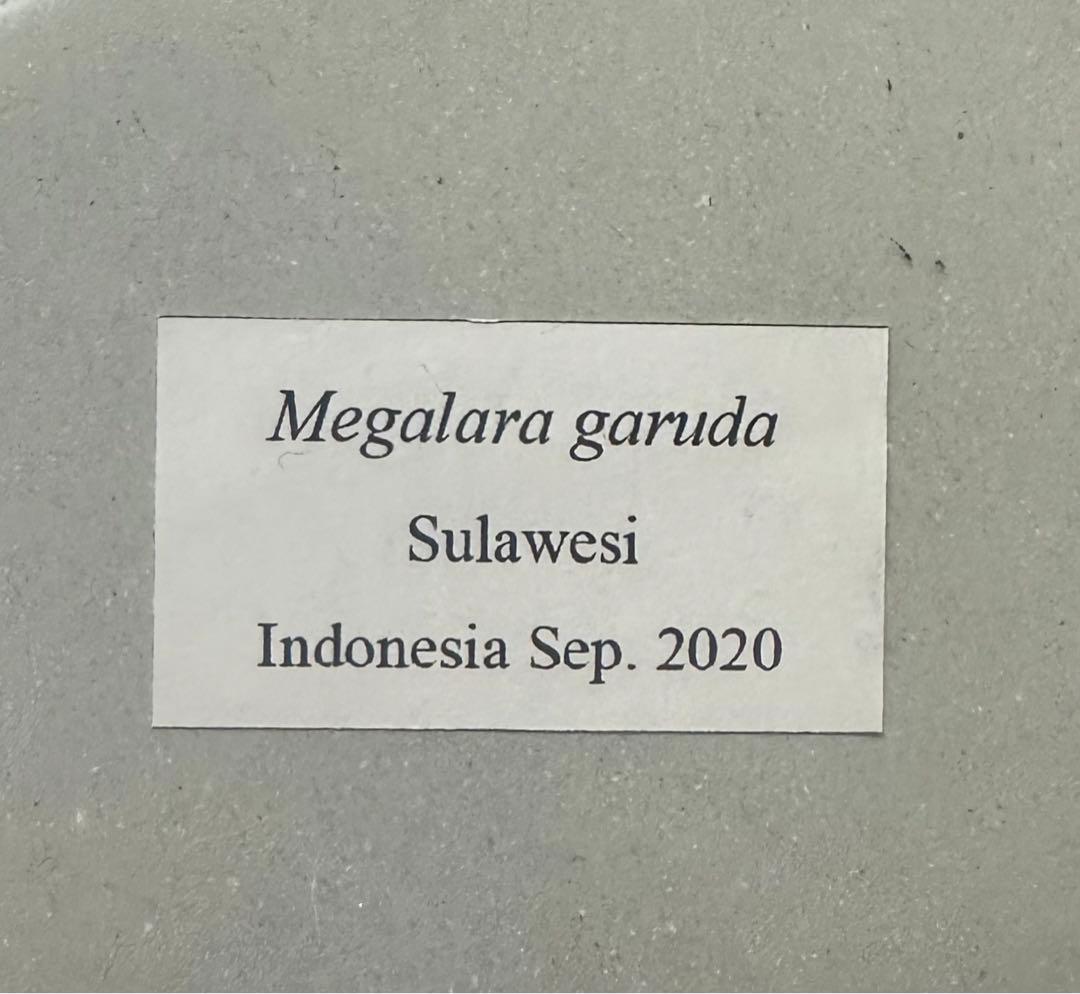 Megalara garuda
Sulawesi
Indonesia Sep. 2020